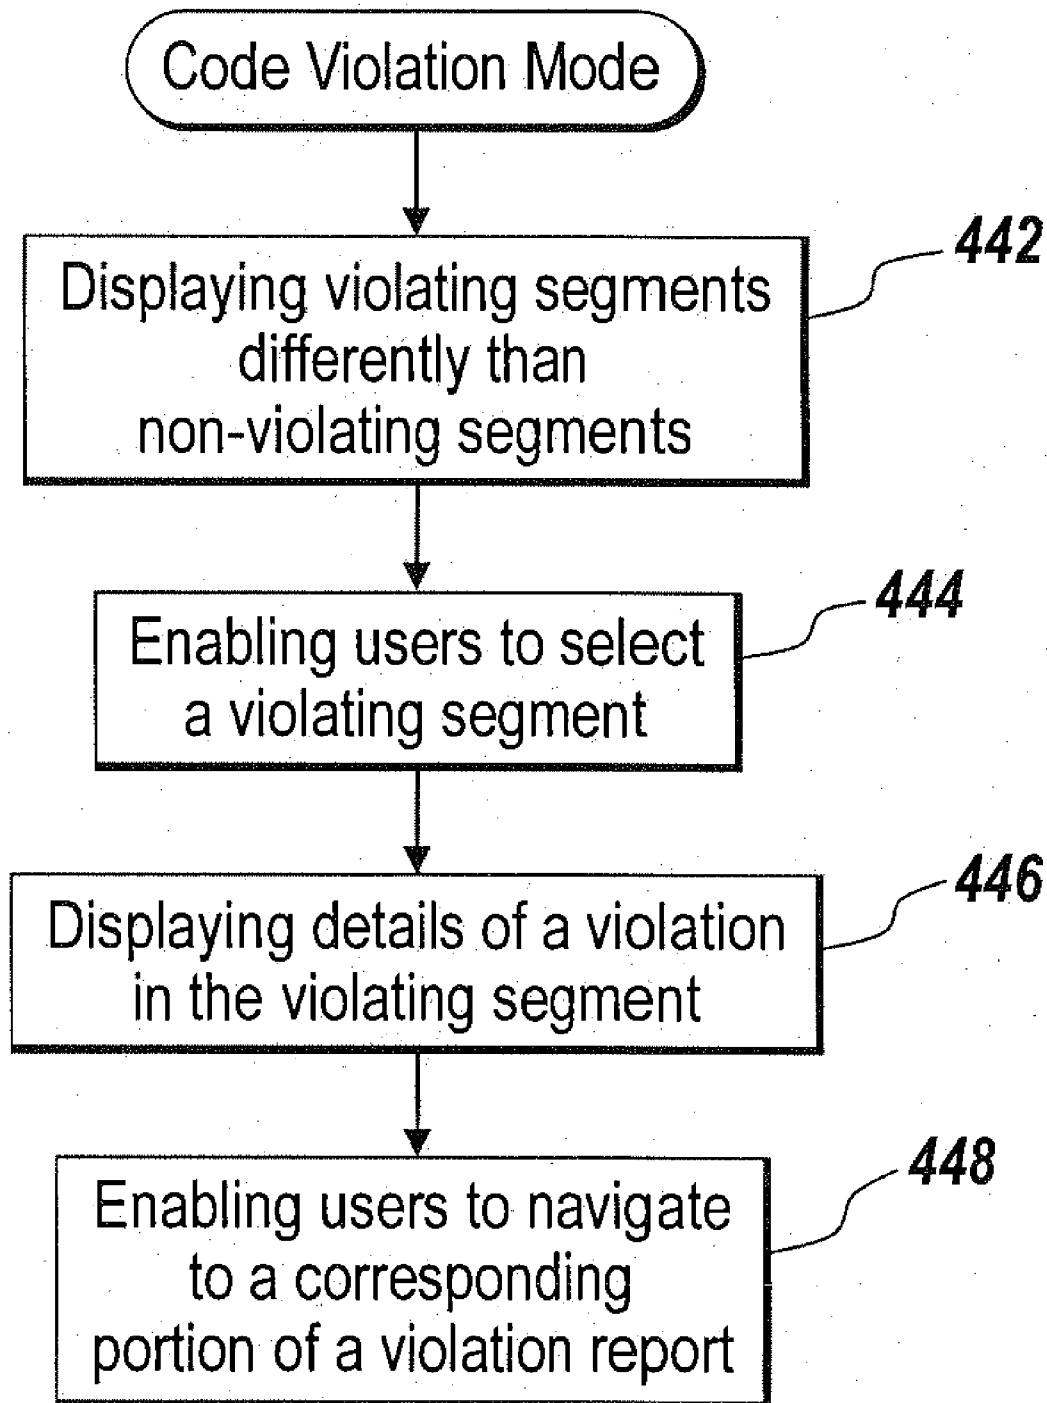 Code Violation Mode
442
Displaying violating segments
differently than
non-violating segments
444
Enabling users to select
a violating segment
446
Displaying details of a violation
in the violating segment
448
Enabling users to navigate
to a corresponding
portion of a violation report